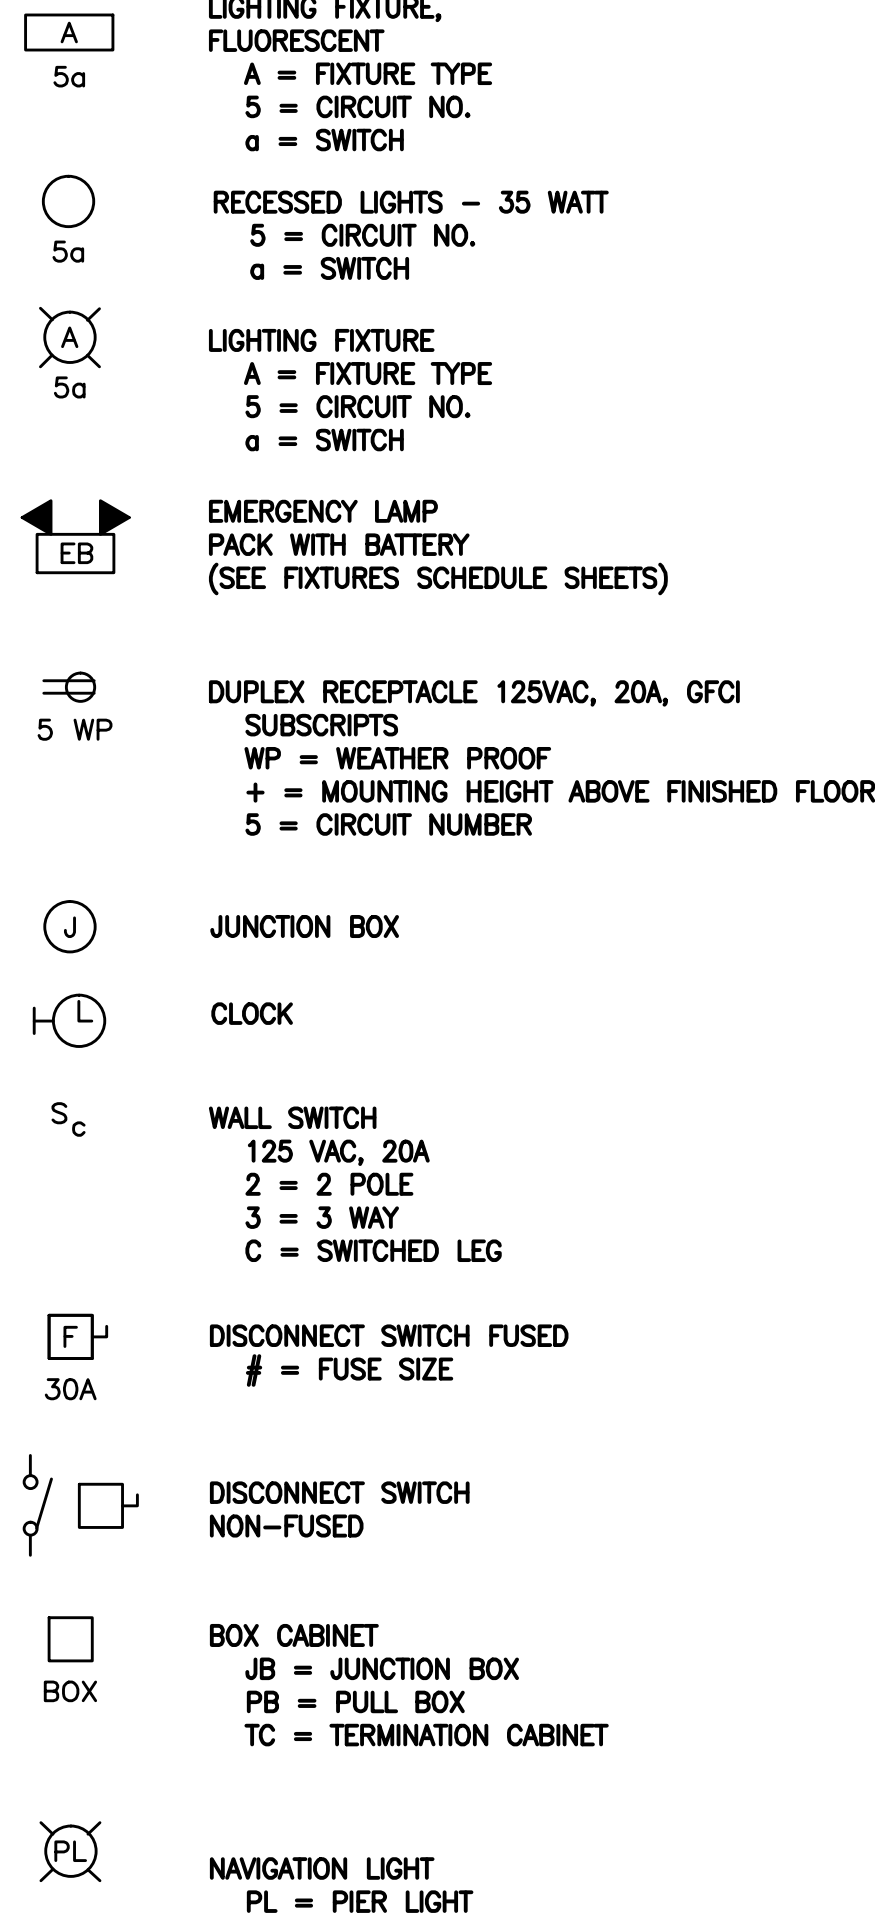 LIGHTING FIXTURE,
A
FLUORESCENT
5a
A = FIXTURE TYPE
5 = CIRCUIT NO.
a = SWITCH
RECESSED LIGHTS - 35 WATT
5a
5 = CIRCUIT NO.
a = SWITCH
A
LIGHTING FIXTURE
5a
A = FIXTURE TYPE
5 = CIRCUIT NO.
a = SWITCH
EMERGENCY LAMP
EB
PACK WITH BATTERY
(SEE FIXTURES SCHEDULE SHEETS)
DUPLEX RECEPTACLE 125VAC, 20A, GFCI
5 WP
SUBSCRIPTS
WP = WEATHER PROOF
+ = MOUNTING HEIGHT ABOVE FINISHED FLOOR
5 = CIRCUIT NUMBER
J
JUNCTION BOX
CLOCK
Sc
WALL SWITCH
125 VAC, 20A
2 = 2 POLE
3 = 3 WAY
C = SWITCHED LEG
F
DISCONNECT SWITCH FUSED
30A
# = FUSE SIZE
DISCONNECT SWITCH
NON-FUSED
BOX CABINET
BOX
JB = JUNCTION BOX
PB = PULL BOX
TC = TERMINATION CABINET
PL
NAVIGATION LIGHT
PL = PIER LIGHT